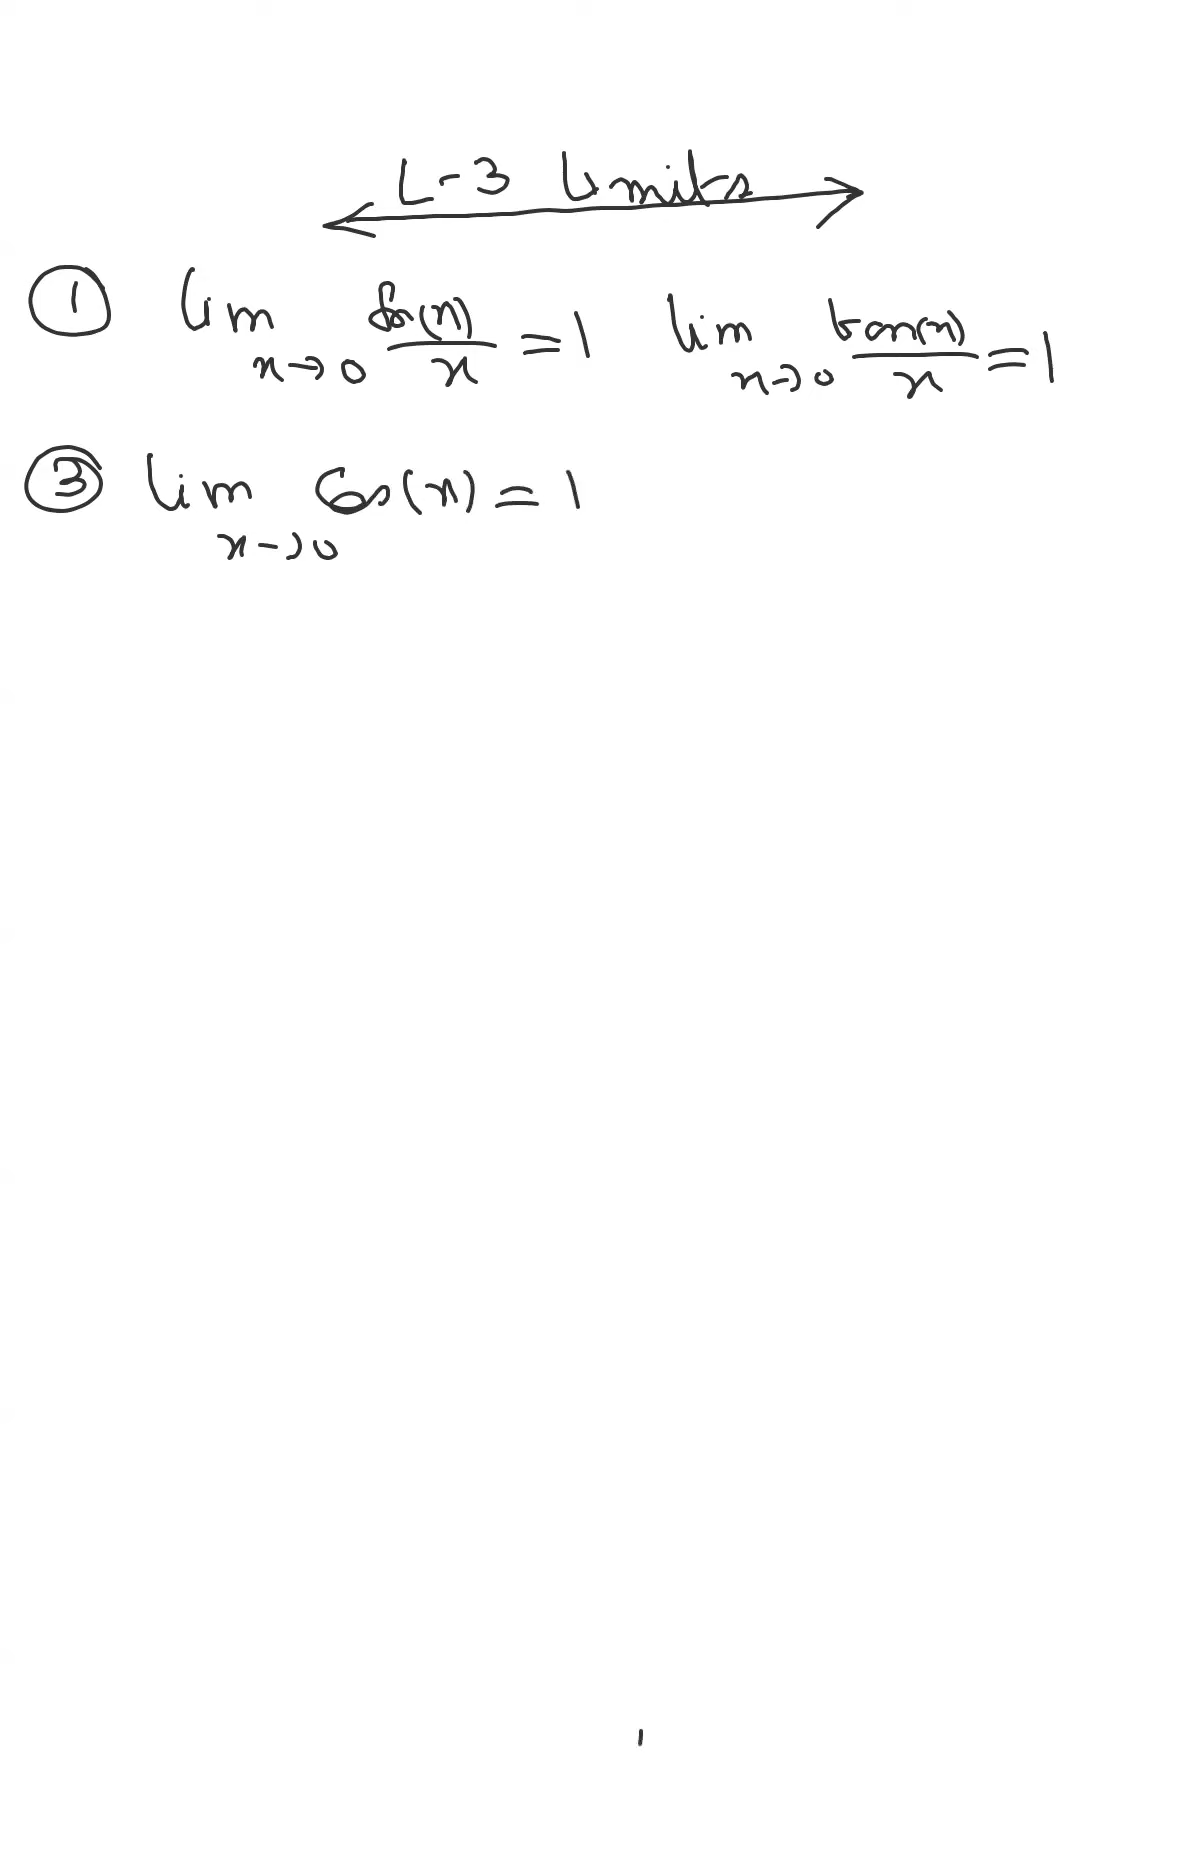 L-3 Limits
① lim x→0 sin(x)/x = 1 lim x→0 tan(x)/x = 1
③ lim x→0 Cos(x) = 1